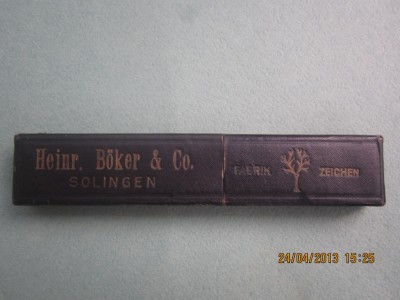 Heinr. Böker & Co.
SOLINGEN
FABRIK ZEICHEN
24/04/2013 15:25